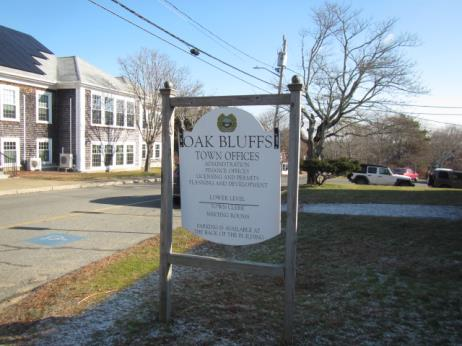 OAK BLUFFS
TOWN OFFICES
ADMINISTRATION
FINANCE OFFICES
LICENSING AND PERMITS
PLANNING AND DEVELOPMENT
LOWER LEVEL
TOWN CLERK
MEETING ROOMS
PARKING IS AVAILABLE AT
THE BACK OF THE BUILDING